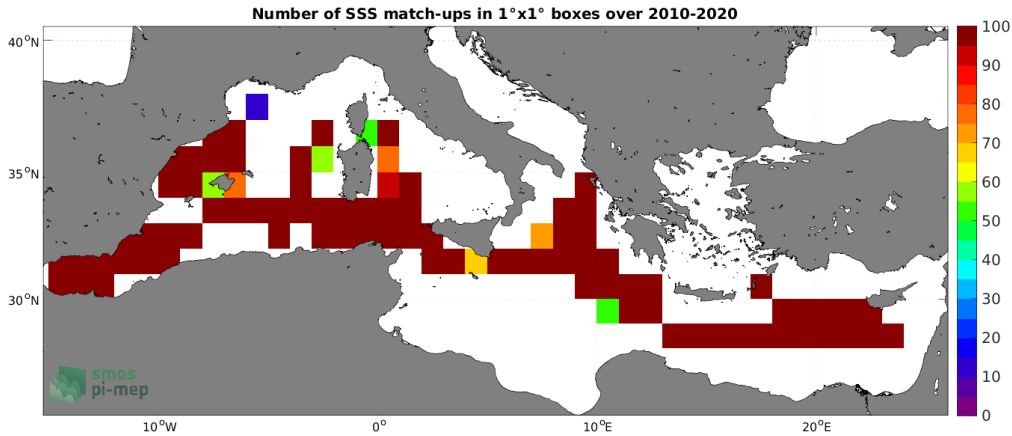 Number of SSS match-ups in 1°x1° boxes over 2010-2020
40°N
35°N
30°N
10°W
0°
10°E
20°E
100
90
80
70
60
50
40
30
20
10
0
smos
pi-mep